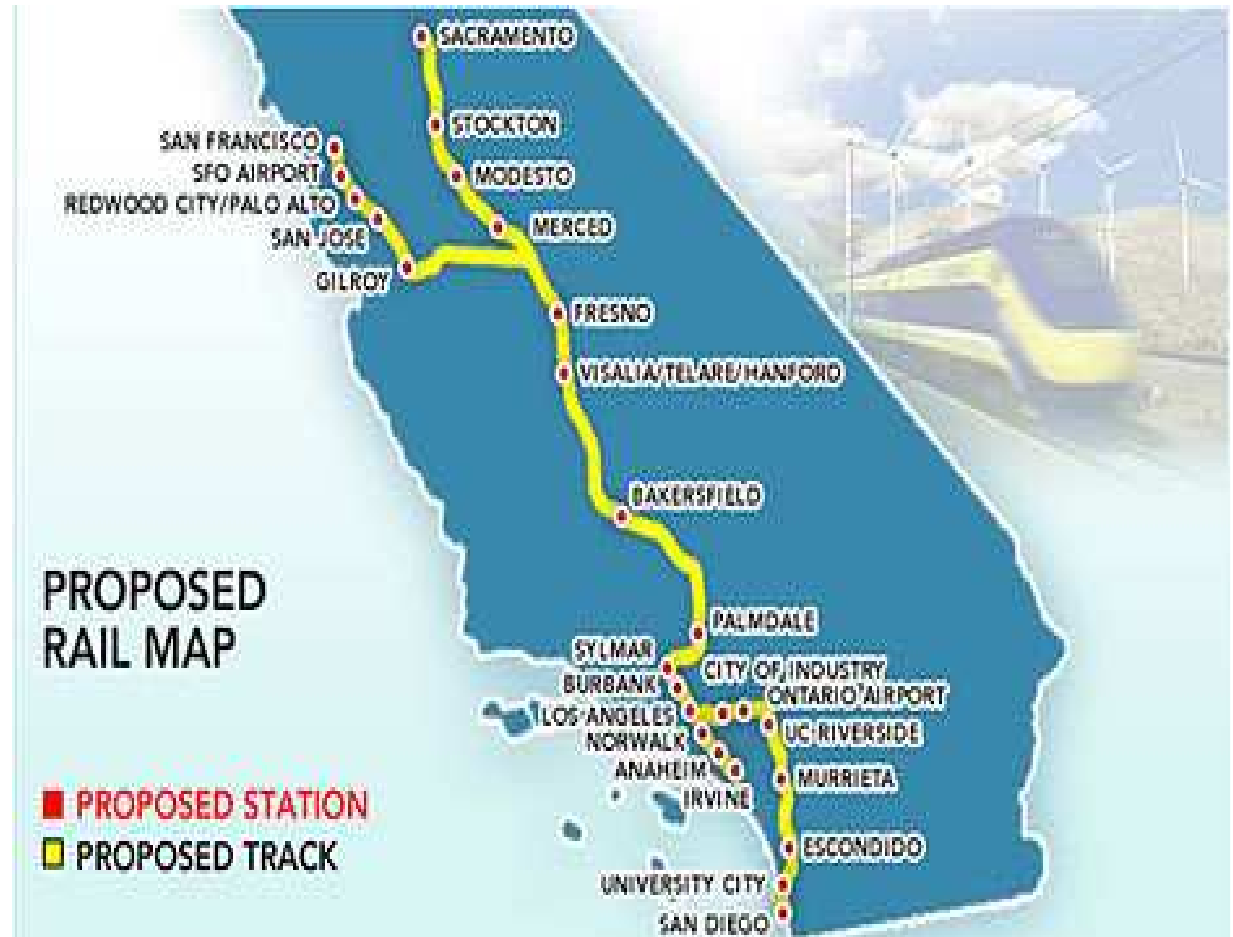 SACRAMENTO
STOCKTON
SAN FRANCISCO
SFO AIRPORT
MODESTO
REDWOOD CITY/PALO ALTO
MERCED
SAN JOSE
GILROY
FRESNO
VISALIA/TELARE/HANFORD
BAKERSFIELD
PROPOSED
RAIL MAP
PALMDALE
SYLMAR
CITY OF INDUSTRY
BURBANK
ONTARIO AIRPORT
LOS ANGELES
UC RIVERSIDE
NORWALK
ANAHEIM
MURRIETA
IRVINE
PROPOSED STATION
PROPOSED TRACK
ESCONDIDO
UNIVERSITY CITY
SAN DIEGO